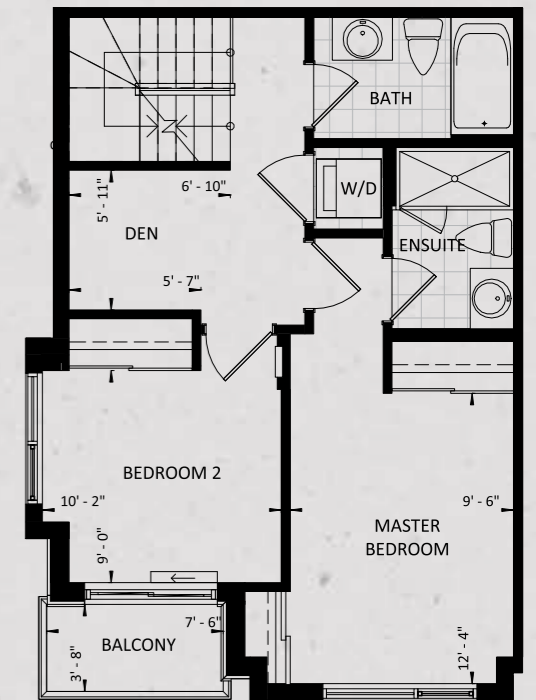 BATH
W/D
6' - 10"
5' - 11"
DEN
ENSUITE
5' - 7"
BEDROOM 2
10' - 2"
9' - 6"
MASTER
BEDROOM
9' - 0"
7' - 6"
BALCONY
3' - 8"
12' - 4"